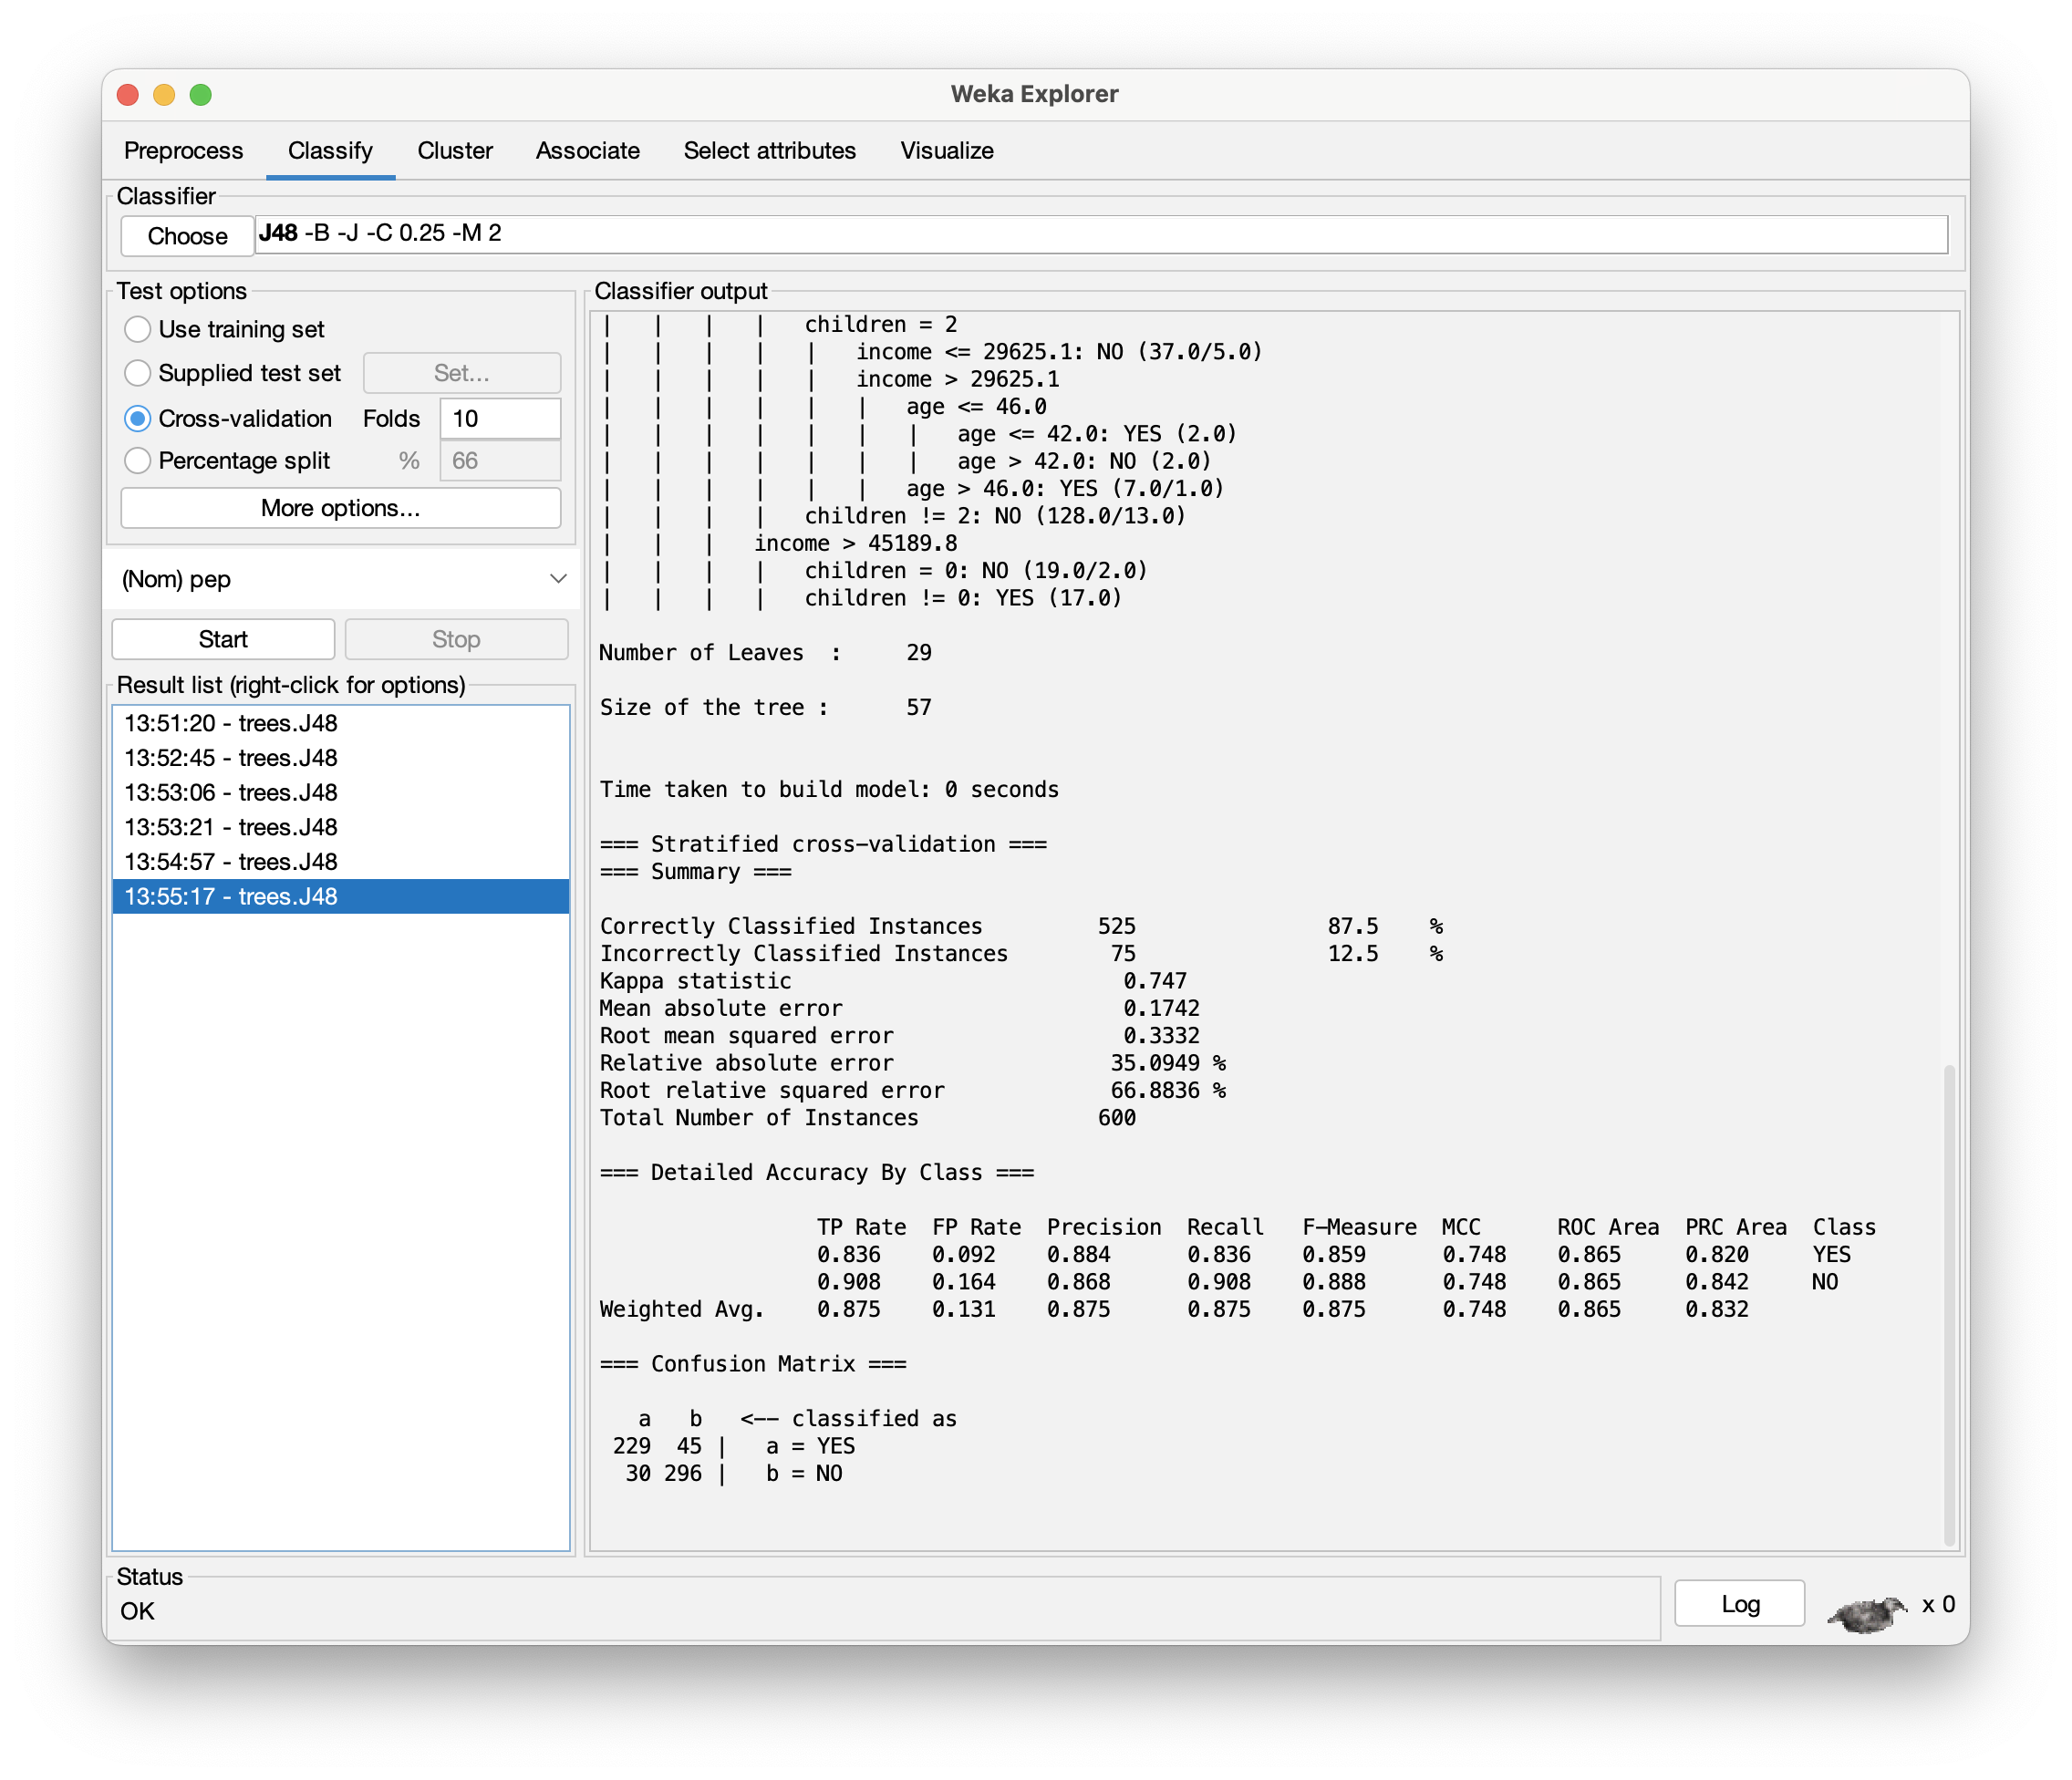 Weka Explorer
Preprocess Classify Cluster Associate Select attributes Visualize
Classifier
Choose J48 -B -J -C 0.25 -M 2
Test options
Use training set
Supplied test set Set...
Cross-validation Folds 10
Percentage split % 66
More options...
(Nom) pep
Start Stop
Result list (right-click for options)
13:51:20 - trees.J48
13:52:45 - trees.J48
13:53:06 - trees.J48
13:53:21 - trees.J48
13:54:57 - trees.J48
13:55:17 - trees.J48
Classifier output
| | | | children = 2
| | | | | income <= 29625.1: NO (37.0/5.0)
| | | | | income > 29625.1
| | | | | | age <= 46.0
| | | | | | | age <= 42.0: YES (2.0)
| | | | | | | age > 42.0: NO (2.0)
| | | | | | age > 46.0: YES (7.0/1.0)
| | | | children != 2: NO (128.0/13.0)
| | | income > 45189.8
| | | | children = 0: NO (19.0/2.0)
| | | | children != 0: YES (17.0)
Number of Leaves : 29
Size of the tree : 57
Time taken to build model: 0 seconds
=== Stratified cross-validation ===
=== Summary ===
Correctly Classified Instances 525 87.5 %
Incorrectly Classified Instances 75 12.5 %
Kappa statistic 0.747
Mean absolute error 0.1742
Root mean squared error 0.3332
Relative absolute error 35.0949 %
Root relative squared error 66.8836 %
Total Number of Instances 600
=== Detailed Accuracy By Class ===
TP Rate FP Rate Precision Recall F-Measure MCC ROC Area PRC Area Class
0.836 0.092 0.884 0.836 0.859 0.748 0.865 0.820 YES
0.908 0.164 0.868 0.908 0.888 0.748 0.865 0.842 NO
Weighted Avg. 0.875 0.131 0.875 0.875 0.875 0.748 0.865 0.832
=== Confusion Matrix ===
a b <-- classified as
229 45 | a = YES
30 296 | b = NO
Status
OK
Log x 0